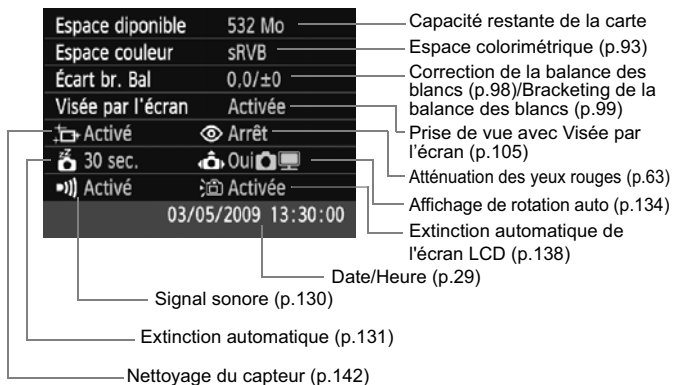 Espace diponible 532 Mo
Espace couleur sRVB
Écart br. Bal 0,0/±0
Visée par l'écran Activée
Activé Arrêt
30 sec. Oui
Activé Activée
03/05/2009 13:30:00
Capacité restante de la carte
Espace colorimétrique (p.93)
Correction de la balance des
blancs (p.98)/Bracketing de la
balance des blancs (p.99)
Prise de vue avec Visée par
l’écran (p.105)
Atténuation des yeux rouges (p.63)
Affichage de rotation auto (p.134)
Extinction automatique de
l'écran LCD (p.138)
Date/Heure (p.29)
Signal sonore (p.130)
Extinction automatique (p.131)
Nettoyage du capteur (p.142)